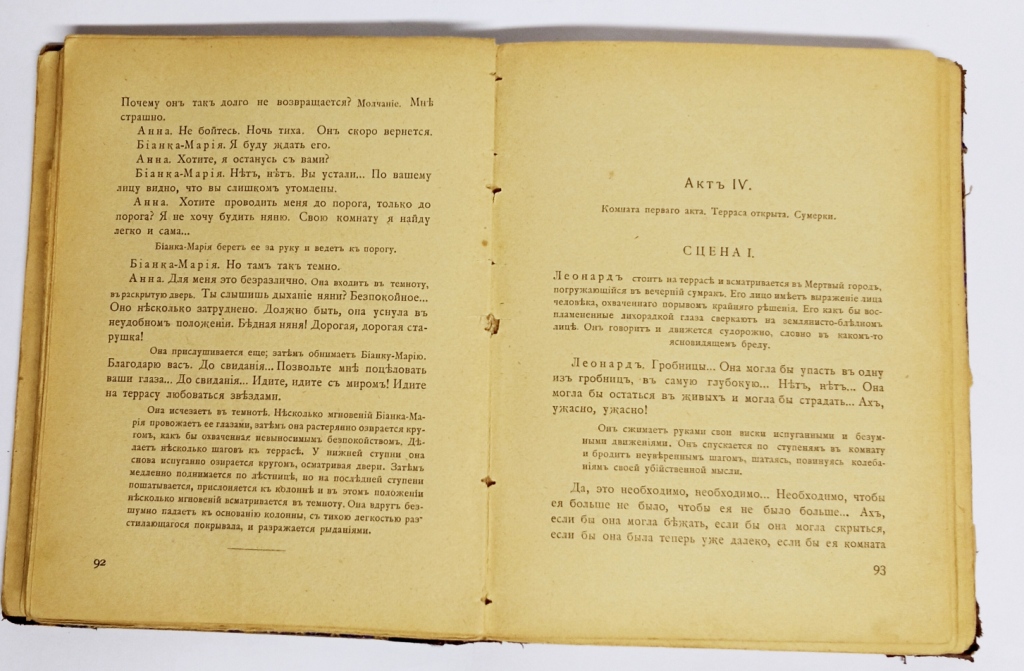 Почему онъ такъ долго не возвращается? Молчаніе. Мнѣ
страшно.
Анна. Не бойтесь. Ночь тиха. Онъ скоро вернется.
Біанка-Марія. Я буду ждать его.
Анна. Хотите, я останусь съ вами?
Біанка-Марія. Нѣтъ, нѣтъ. Вы устали... По вашему
лицу видно, что вы слишкомъ утомлены.
Анна. Хотите проводить меня до порога, только до
порога? Я не хочу будить няню. Свою комнату я найду
легко и сама...
Біанка-Марія беретъ ее за руку и ведетъ къ порогу.
Біанка-Марія. Но тамъ такъ темно.
Анна. Для меня это безразлично. Она входитъ въ темноту,
въ раскрытую дверь. Ты слышишь дыханіе няни? Безпокойное...
Оно нѣсколько затруднено. Должно быть, она уснула въ
неудобномъ положеніи. Бѣдная няня! Дорогая, дорогая ста-
рушка!
Она прислушивается еще; затѣмъ обнимаетъ Біанку-Марію.
Благодарю васъ. До свиданія... Позвольте мнѣ поцѣловать
ваши глаза... До свиданія... Идите, идите съ миромъ! Идите
на террасу любоваться звѣздами.
Она исчезаетъ въ темнотѣ. Нѣсколько мгновеній Біанка-Ма-
рія провожаетъ ее глазами, затѣмъ она растерянно озирается кру-
гомъ, какъ бы охваченная невыносимымъ безпокойствомъ. Дѣ-
лаетъ нѣсколько шаговъ къ террасѣ. У нижней ступни она
снова испуганно озирается кругомъ, осматривая двери. Затѣмъ
медленно поднимается по лѣстницѣ, но на послѣдней ступени
пошатывается, прислоняется къ колоннѣ и въ этомъ положеніи
нѣсколько мгновеній всматривается въ темноту. Она вдругъ без-
шумно падаетъ къ основанію колонны, съ тихою легкостью раз-
стилающагося покрывала, и разражается рыданіями.
92
Актъ IV.
Комната перваго акта. Терраса открыта. Сумерки.
СЦЕНА I.
Леонардъ стоитъ на террасѣ и всматривается въ Мертвый городъ,
погружающійся въ вечерній сумракъ. Его лицо имѣетъ выраженіе лица
человѣка, охваченнаго порывомъ крайняго рѣшенія. Его какъ бы вос-
пламененные лихорадкой глаза сверкаютъ на землянисто-блѣдномъ
лицѣ. Онъ говоритъ и движется судорожно, словно въ какомъ-то
ясновидящемъ бреду.
Леонардъ. Гробницы... Она могла бы упасть въ одну
изъ гробницъ, въ самую глубокую... Нѣтъ, нѣтъ... Она
могла бы остаться въ живыхъ и могла бы страдать... Ахъ,
ужасно, ужасно!
Онъ сжимаетъ руками свои виски испуганными и безум-
ными движеніями. Онъ спускается по ступенямъ въ комнату
и бродитъ неувѣреннымъ шагомъ, шатаясь, повинуясь колеба-
ніямъ своей убійственной мысли.
Да, это необходимо, необходимо... Необходимо, чтобы
ея больше не было, чтобы ея не было больше... Ахъ,
если бы она могла бѣжать, если бы она могла скрыться,
если бы она была теперь уже далеко, если бы ея комната
93